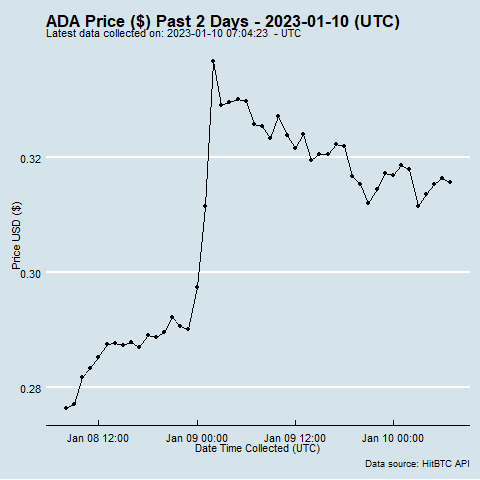 ADA Price ($) Past 2 Days - 2023-01-10 (UTC)
Latest data collected on: 2023-01-10 07:04:23 - UTC
Price USD ($)
0.32
0.30
0.28
Jan 08 12:00
Jan 09 00:00
Jan 09 12:00
Jan 10 00:00
Date Time Collected (UTC)
Data source: HitBTC API